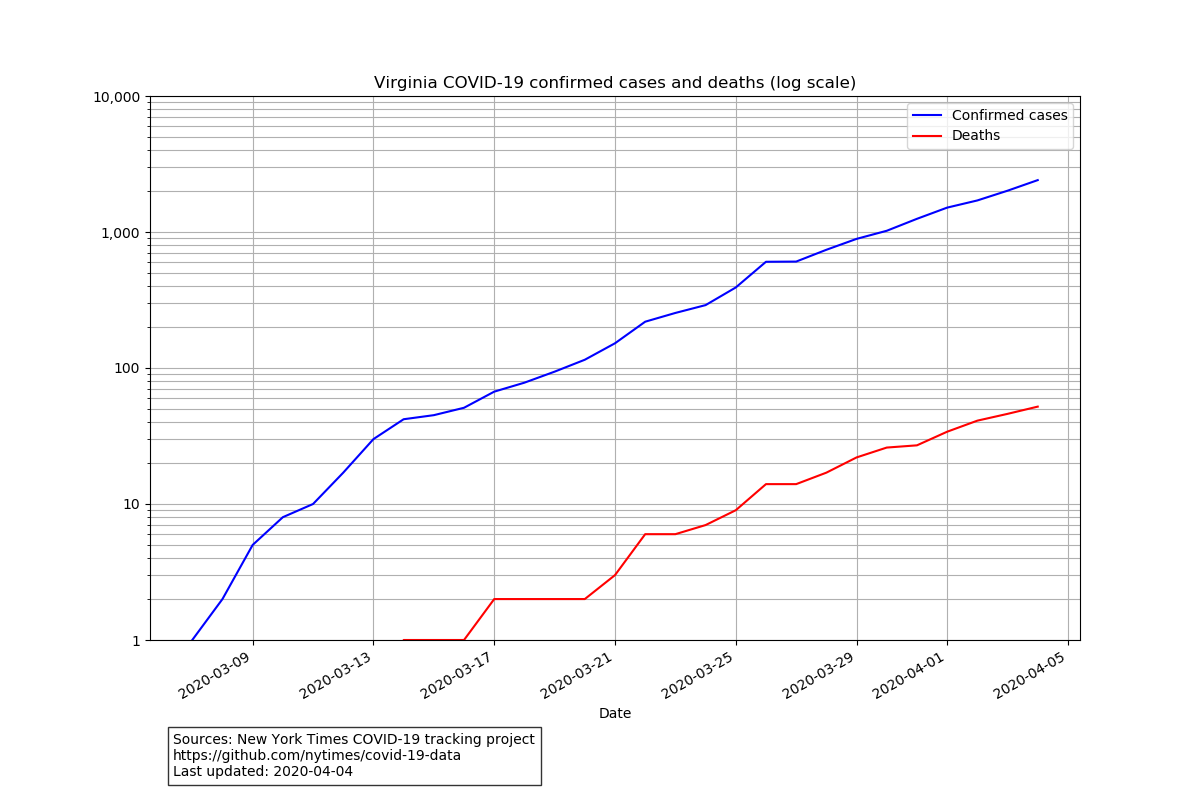 Virginia COVID-19 confirmed cases and deaths (log scale)
10,000
1,000
100
10
1
Confirmed cases
Deaths
2020-03-09
2020-03-13
2020-03-17
2020-03-21
2020-03-25
2020-03-29
2020-04-01
2020-04-05
Date
Sources: New York Times COVID-19 tracking project
https://github.com/nytimes/covid-19-data
Last updated: 2020-04-04